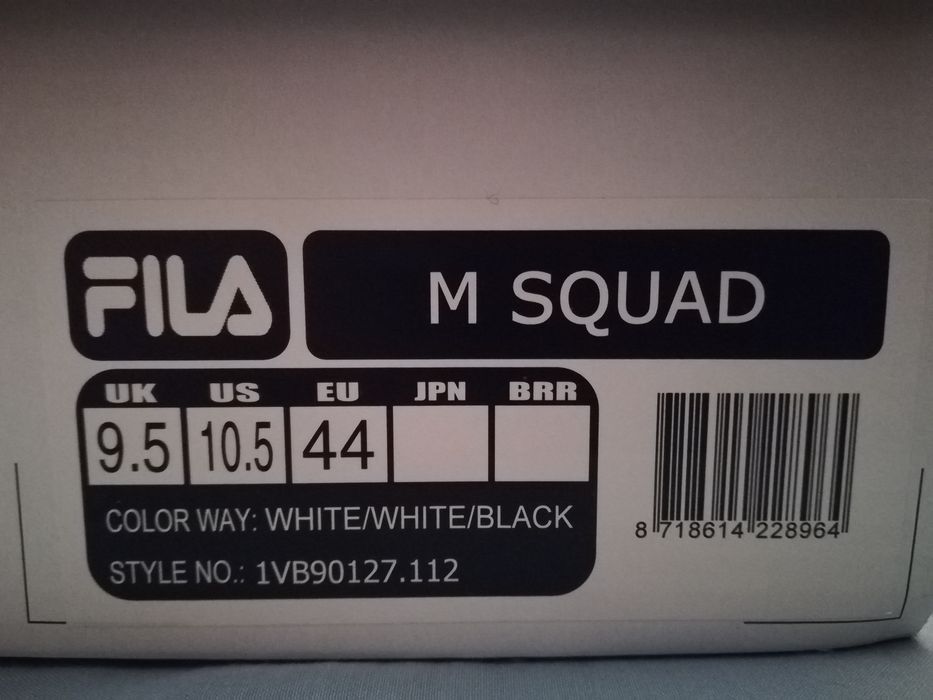 FILA
M SQUAD
UK US EU JPN BRR
9.5 10.5 44
COLOR WAY: WHITE/WHITE/BLACK
STYLE NO.: 1VB90127.112
8 718614 228964